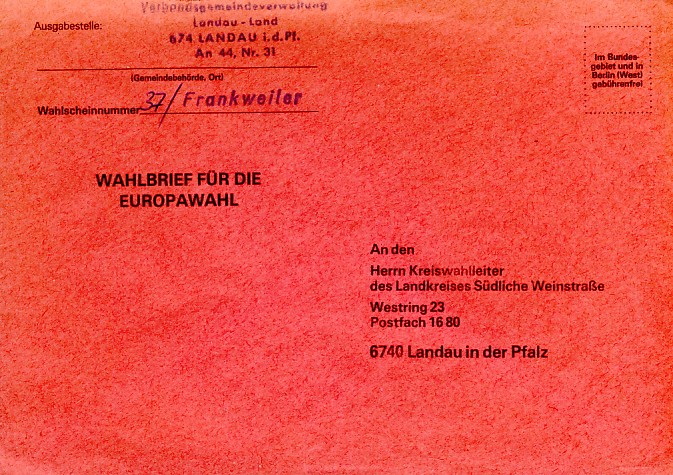 Verbandsgemeindeverwaltung
Ausgabestelle:
Landau - Land
674 LANDAU i.d.Pf.
An 44, Nr. 31
(Gemeindebehörde, Ort)
Wahlscheinnummer 37/ Frankweiler
Im Bundes-
gebiet und in
Berlin (West)
gebührenfrei
WAHLBRIEF FÜR DIE
EUROPAWAHL
An den
Herrn Kreiswahlleiter
des Landkreises Südliche Weinstraße
Westring 23
Postfach 16 80
6740 Landau in der Pfalz